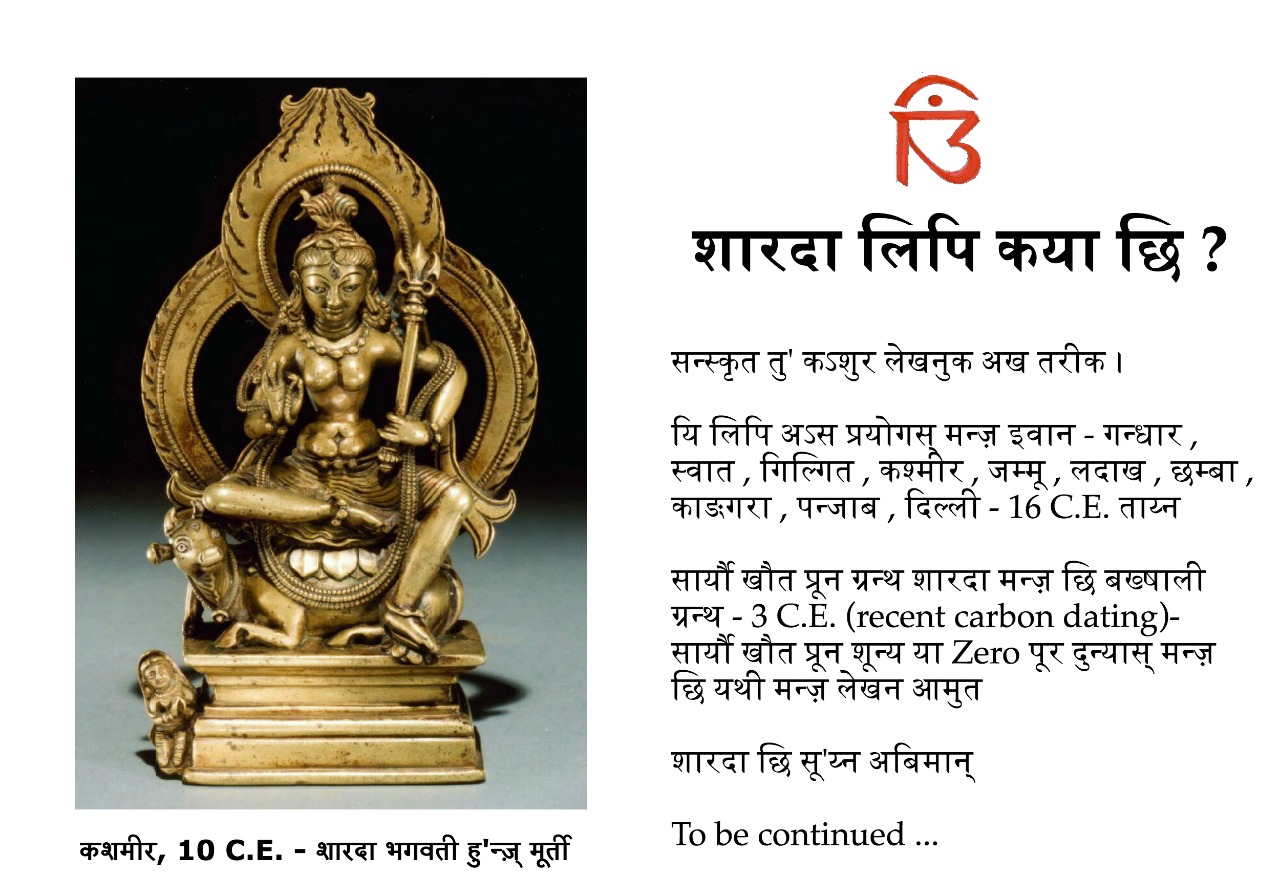 शारदा लिपि कया छि ?
सन्स्कृत तु' कऽशुर लेखनुक अख तरीक ।
यि लिपि अऽस प्रयोगस् मन्ज़ इवान - गन्धार ,
स्वात , गिल्गित , कश्मीर , जम्मू , लदाख , छम्बा ,
काङगरा , पन्जाब , दिल्ली - 16 C.E. ताय्न
सार्यौ खौत प्रून ग्रन्थ शारदा मन्ज़ छि बख्षाली
ग्रन्थ - 3 C.E. (recent carbon dating)-
सार्यौ खौत प्रून शून्य या Zero पूर दुन्यास् मन्ज़
छि यथी मन्ज़ लेखन आमुत
शारदा छि सू'य्न अबिमान्
To be continued ...
कशमीर, 10 C.E. - शारदा भगवती हु'न्ज़् मूर्ती